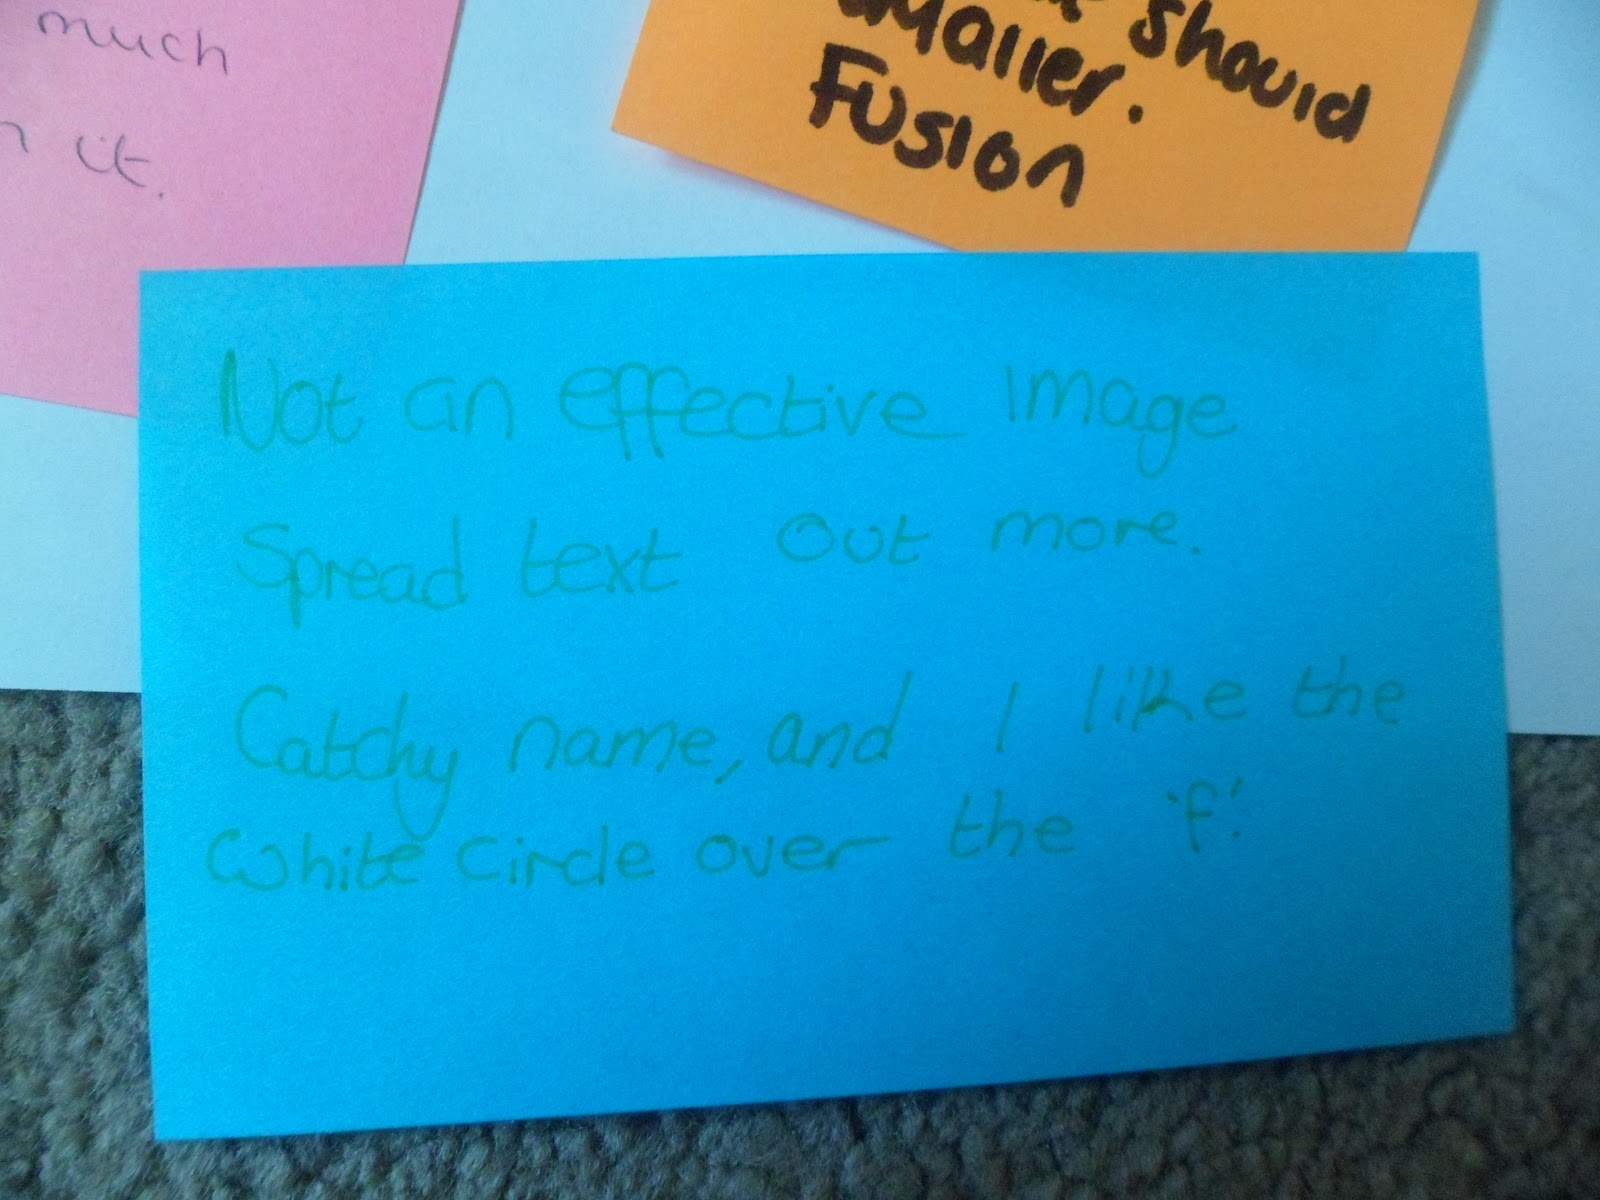 much
it.
should
smaller.
Fusion
Not an effective image
Spread text out more.
Catchy name, and I like the
white circle over the 'f'.